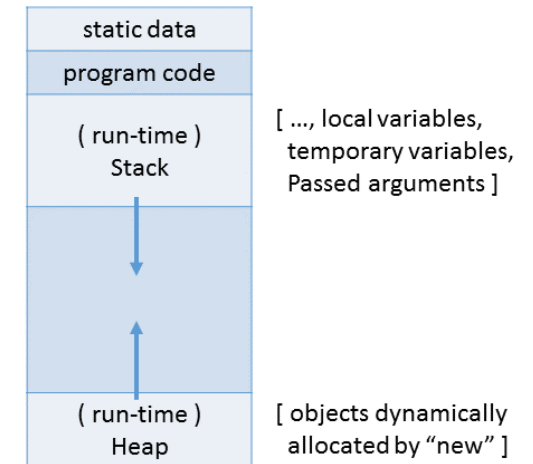 static data
program code
( run-time )
Stack
[ ..., local variables,
temporary variables,
Passed arguments ]
( run-time )
Heap
[ objects dynamically
allocated by “new” ]